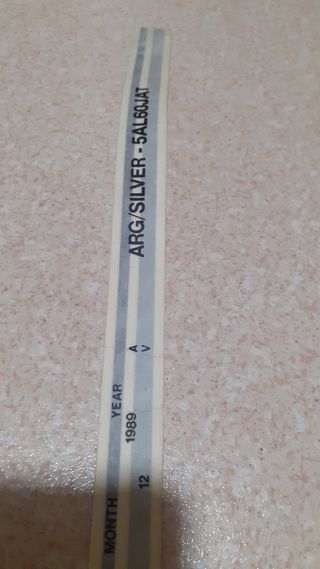 MONTH YEAR
12 1989 A V
ARG/SILVER - 5AL60JAT